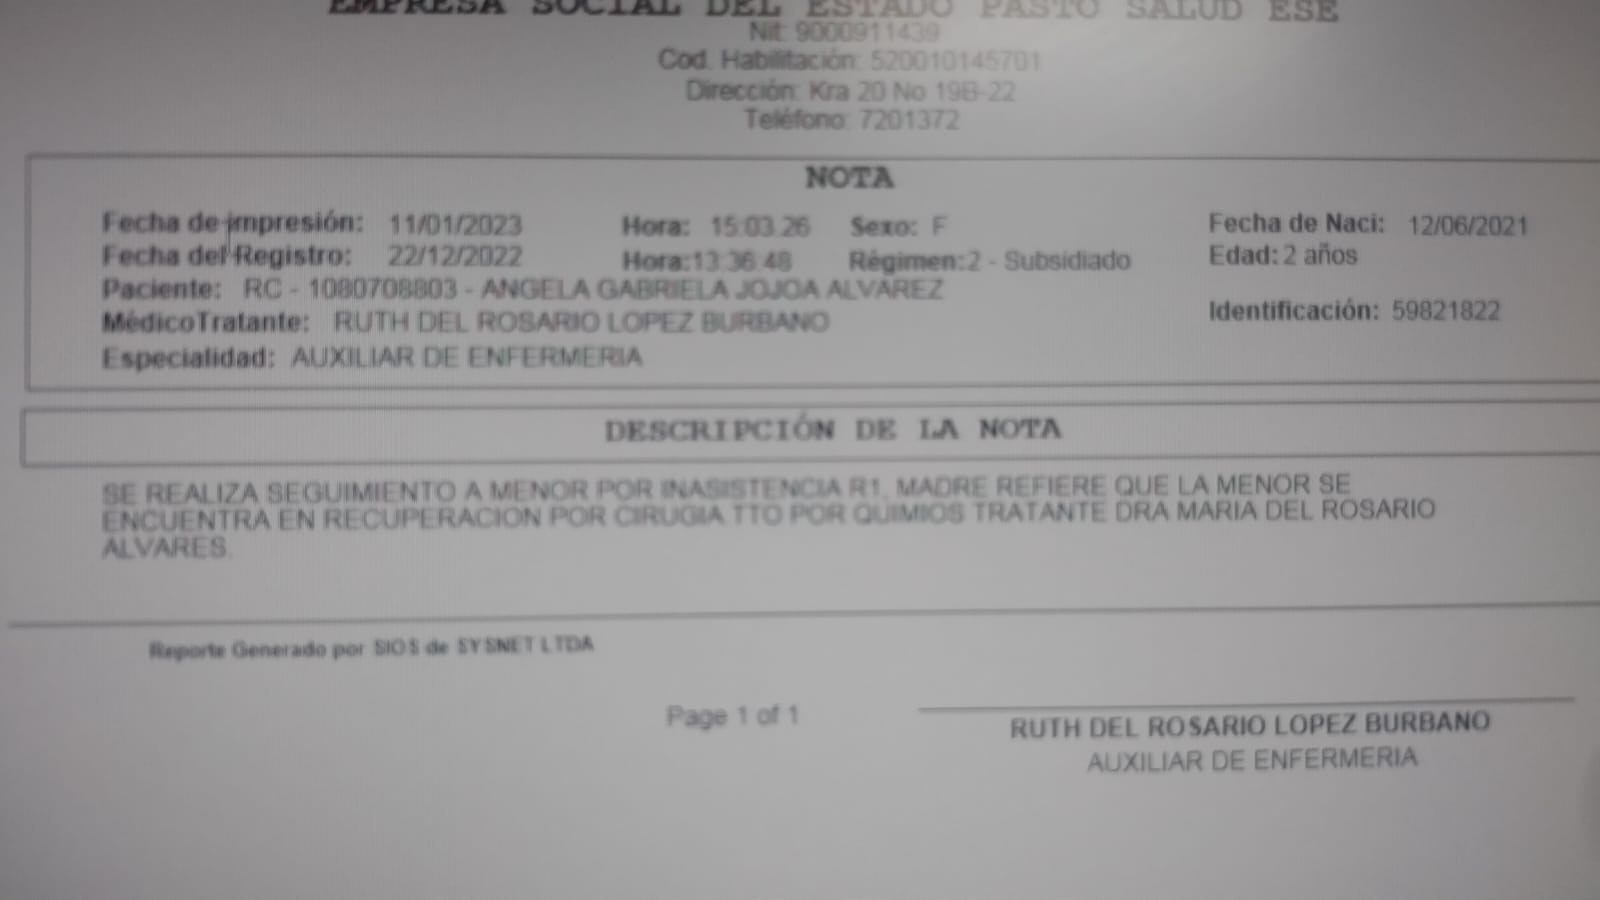 EMPRESA SOCIAL DEL ESTADO PASTO SALUD ESE
Nit: 9000911439
Cod. Habilitación: 520010145701
Dirección: Kra 20 No 19B-22
Teléfono: 7201372
NOTA
Fecha de impresión: 11/01/2023 Hora: 15:03:26 Sexo: F Fecha de Naci: 12/06/2021
Fecha del Registro: 22/12/2022 Hora:13:36:48 Régimen:2 - Subsidiado Edad:2 años
Paciente: RC - 1080708803 - ANGELA GABRIELA JOJOA ALVAREZ
MédicoTratante: RUTH DEL ROSARIO LOPEZ BURBANO Identificación: 59821822
Especialidad: AUXILIAR DE ENFERMERIA
DESCRIPCIÓN DE LA NOTA
SE REALIZA SEGUIMIENTO A MENOR POR INASISTENCIA R1, MADRE REFIERE QUE LA MENOR SE
ENCUENTRA EN RECUPERACION POR CIRUGIA TTO POR QUIMIOS TRATANTE DRA MARIA DEL ROSARIO
ALVARES.
Reporte Generado por SIOS de SYSNET LTDA
Page 1 of 1
RUTH DEL ROSARIO LOPEZ BURBANO
AUXILIAR DE ENFERMERIA